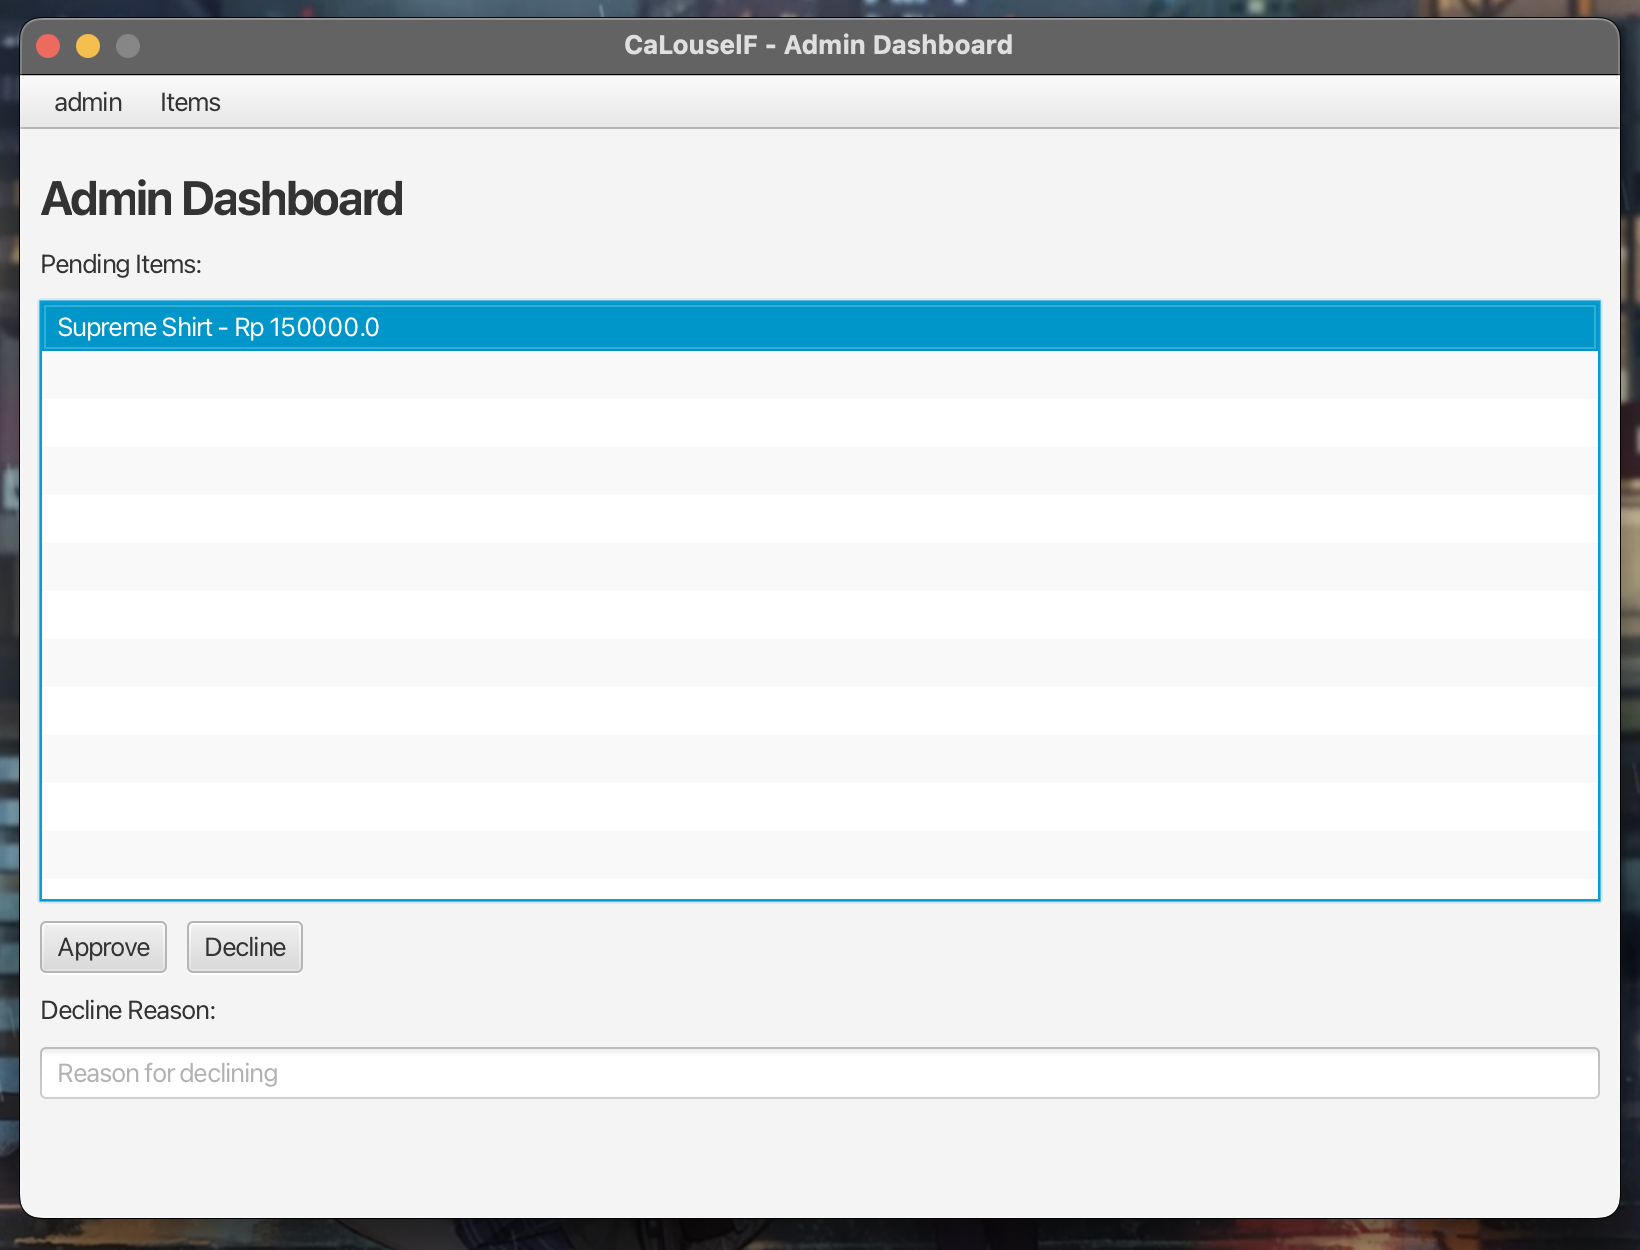 CaLouselF - Admin Dashboard
admin Items
Admin Dashboard
Pending Items:
Supreme Shirt - Rp 150000.0
Approve Decline
Decline Reason:
Reason for declining